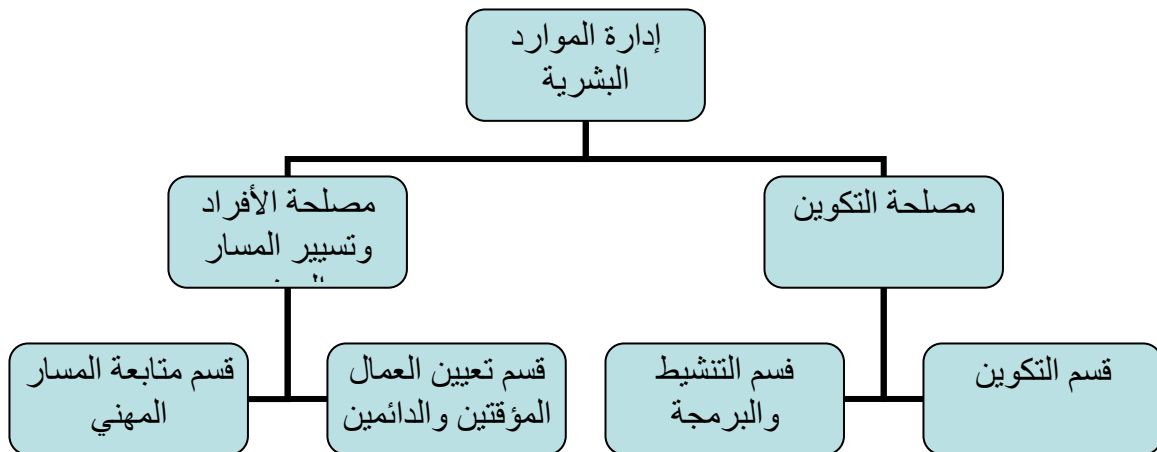 إدارة الموارد
البشرية
مصلحة التكوين
مصلحة الأفراد
وتسيير المسار
قسم التكوين
فسم التنشيط
والبرمجة
قسم تعيين العمال
المؤقتين والدائمين
قسم متابعة المسار
المهني